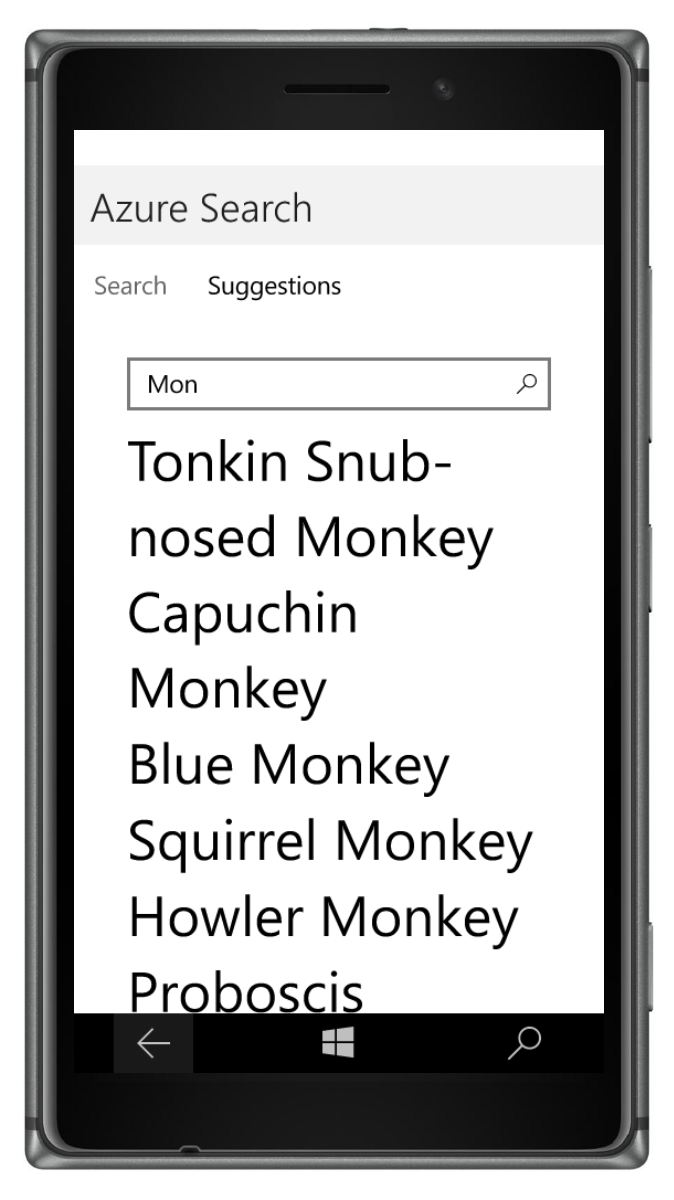 Azure Search
Search Suggestions
Mon
Tonkin Snub-
nosed Monkey
Capuchin
Monkey
Blue Monkey
Squirrel Monkey
Howler Monkey
Proboscis